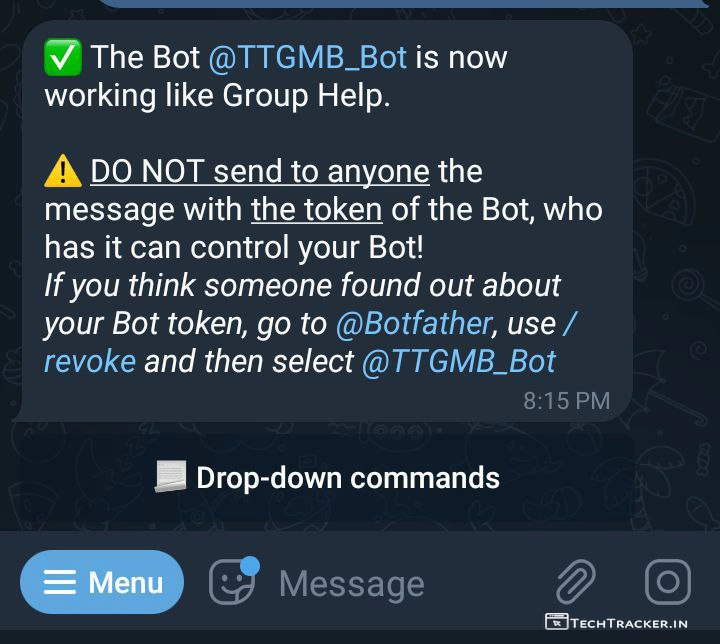 ✅ The Bot @TTGMB_Bot is now
working like Group Help.
⚠️ DO NOT send to anyone the
message with the token of the Bot, who
has it can control your Bot!
If you think someone found out about
your Bot token, go to @Botfather, use /
revoke and then select @TTGMB_Bot
8:15 PM
Drop-down commands
Menu
Message
TechTracker.in